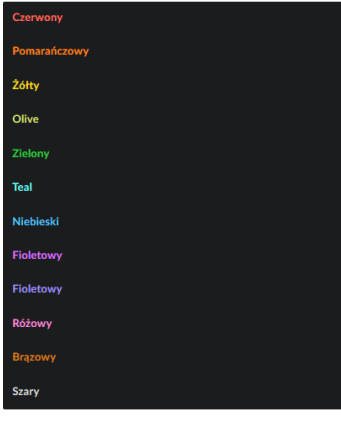 Czerwony
Pomarańczowy
Żółty
Olive
Zielony
Teal
Niebieski
Fioletowy
Fioletowy
Różowy
Brązowy
Szary